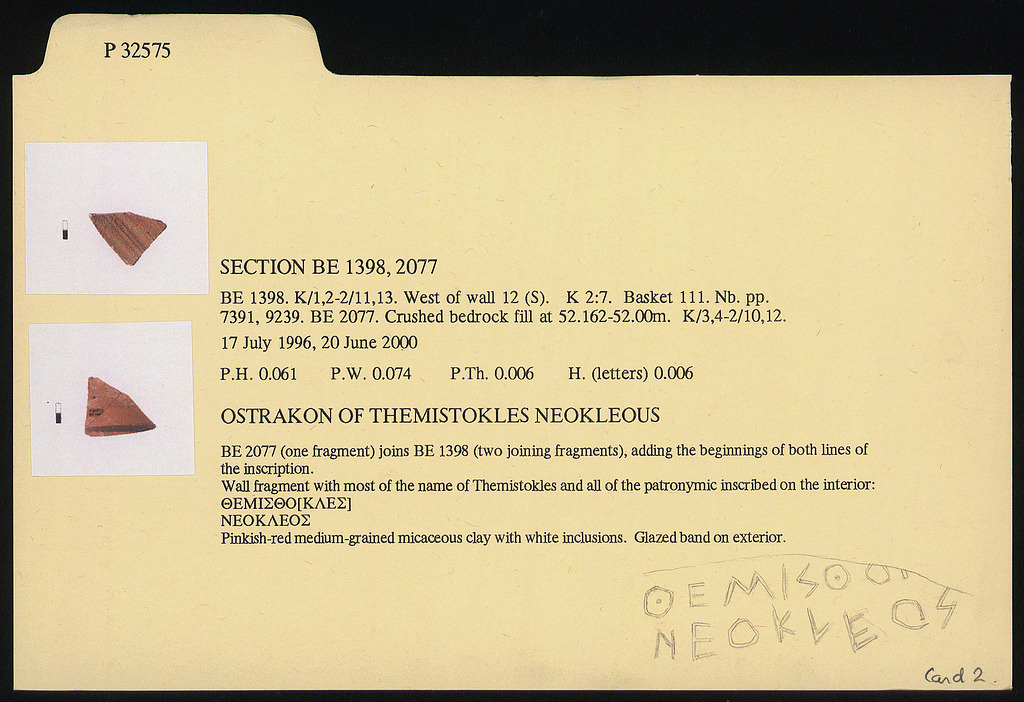 P 32575
SECTION BE 1398, 2077
BE 1398. K/1,2-2/11,13. West of wall 12 (S). K 2:7. Basket 111. Nb. pp.
7391, 9239. BE 2077. Crushed bedrock fill at 52.162-52.00m. K/3,4-2/10,12.
17 July 1996, 20 June 2000
P.H. 0.061 P.W. 0.074 P.Th. 0.006 H. (letters) 0.006
OSTRAKON OF THEMISTOKLES NEOKLEOUS
BE 2077 (one fragment) joins BE 1398 (two joining fragments), adding the beginnings of both lines of
the inscription.
Wall fragment with most of the name of Themistokles and all of the patronymic inscribed on the interior:
ΘΕΜΙΣΘΟ[ΚΛΕΣ]
ΝΕΟΚΛΕΟΣ
Pinkish-red medium-grained micaceous clay with white inclusions. Glazed band on exterior.
ΘΕΜΙSΘΟ
ΝΕΟΚLΕΟS
Card 2.